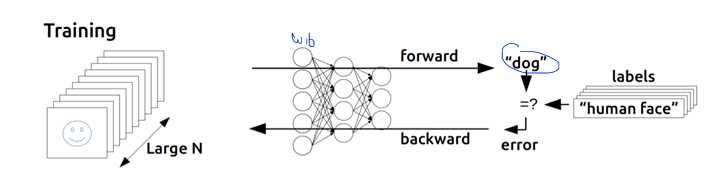 Training
w,b
forward
"dog"
labels
=?
"human face"
Large N
backward
error